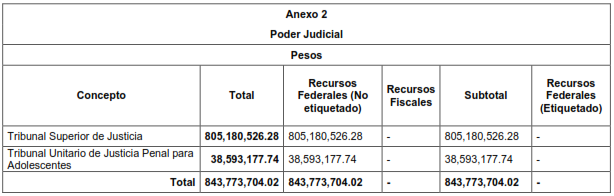 Anexo 2
Poder Judicial
Pesos
Concepto Total Recursos Federales (No etiquetado) Recursos Fiscales Subtotal Recursos Federales (Etiquetado)
Tribunal Superior de Justicia 805,180,526.28 805,180,526.28 - 805,180,526.28 -
Tribunal Unitario de Justicia Penal para Adolescentes 38,593,177.74 38,593,177.74 - 38,593,177.74 -
Total 843,773,704.02 843,773,704.02 - 843,773,704.02 -